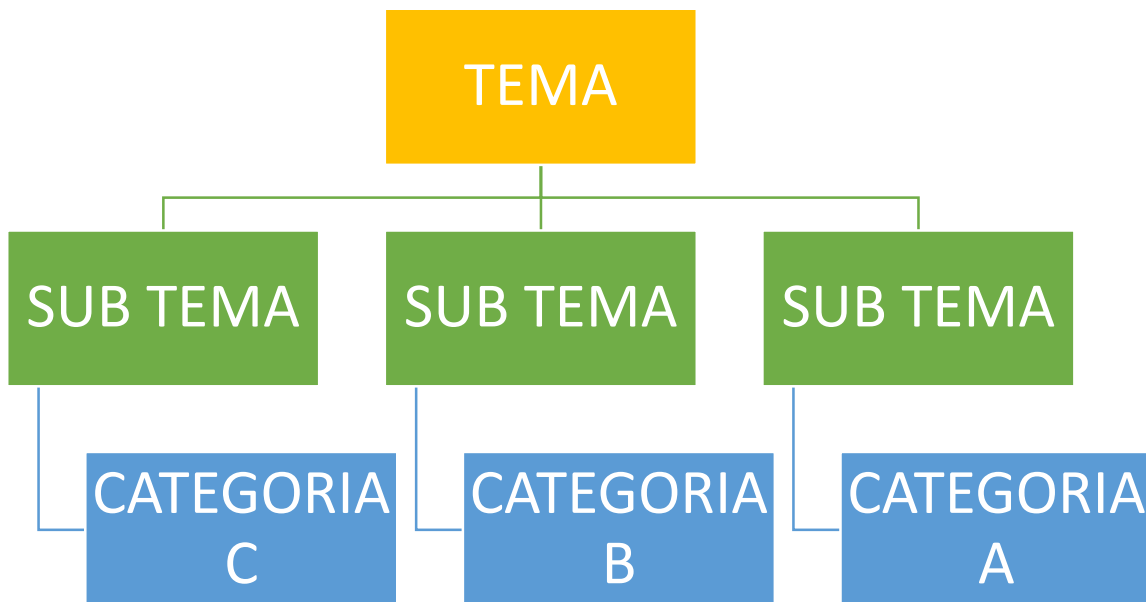 TEMA
SUB TEMA
SUB TEMA
SUB TEMA
CATEGORIA
C
CATEGORIA
B
CATEGORIA
A